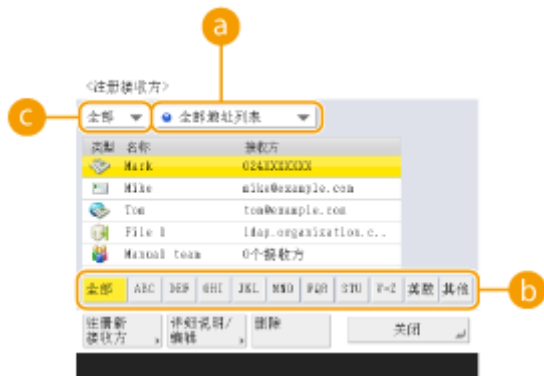 a
<注册接收方>
c
全部
全部地址列表
类型 名称 接收方
Mark 024XXXXXXX
Mike mike@example.com
Tom tom@example.com
File 1 ldap.organization.c..
Manual team 0个接收方
全部 ABC DEF GHI JKL MNO PQR STU V-Z 英数 其他
b
注册新接收方 详细说明/编辑 删除 关闭